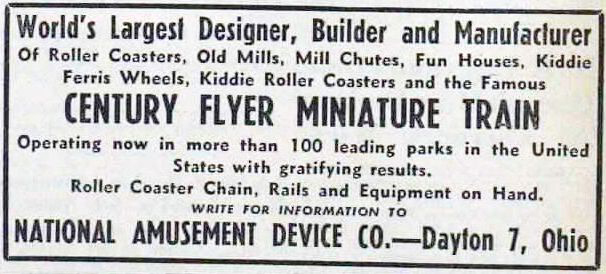 World's Largest Designer, Builder and Manufacturer
Of Roller Coasters, Old Mills, Mill Chutes, Fun Houses, Kiddie
Ferris Wheels, Kiddie Roller Coasters and the Famous
CENTURY FLYER MINIATURE TRAIN
Operating now in more than 100 leading parks in the United
States with gratifying results.
Roller Coaster Chain, Rails and Equipment on Hand.
WRITE FOR INFORMATION TO
NATIONAL AMUSEMENT DEVICE CO.—Dayton 7, Ohio